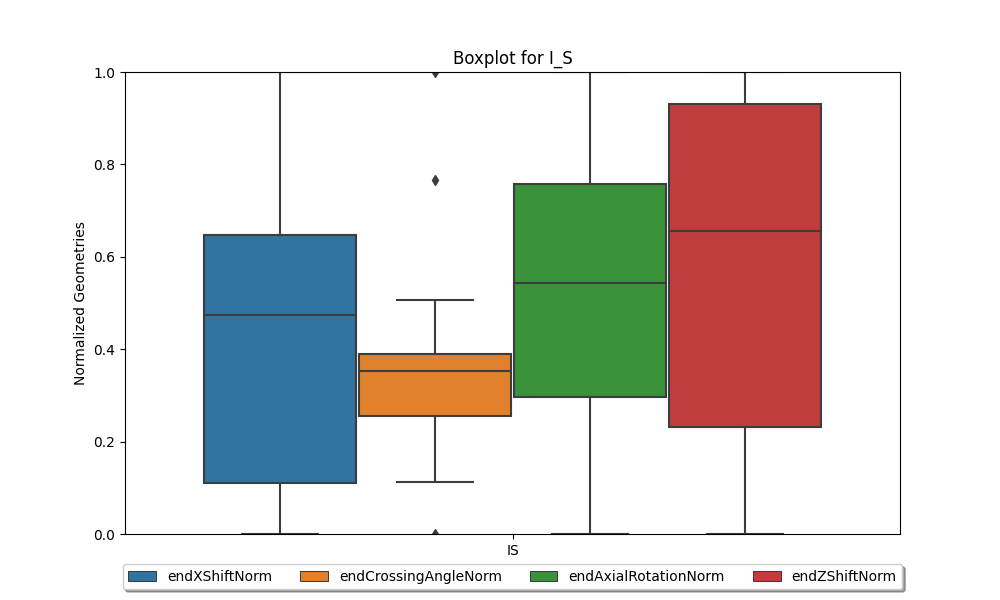 Boxplot for I_S
1.0
0.8
0.6
0.4
0.2
0.0
Normalized Geometries
IS
endXShiftNorm endCrossingAngleNorm endAxialRotationNorm endZShiftNorm